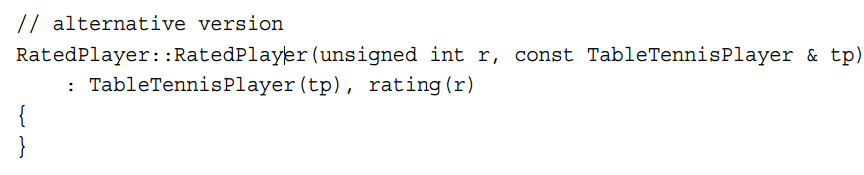 // alternative version
RatedPlayer::RatedPlayer(unsigned int r, const TableTennisPlayer & tp)
    : TableTennisPlayer(tp), rating(r)
{
}